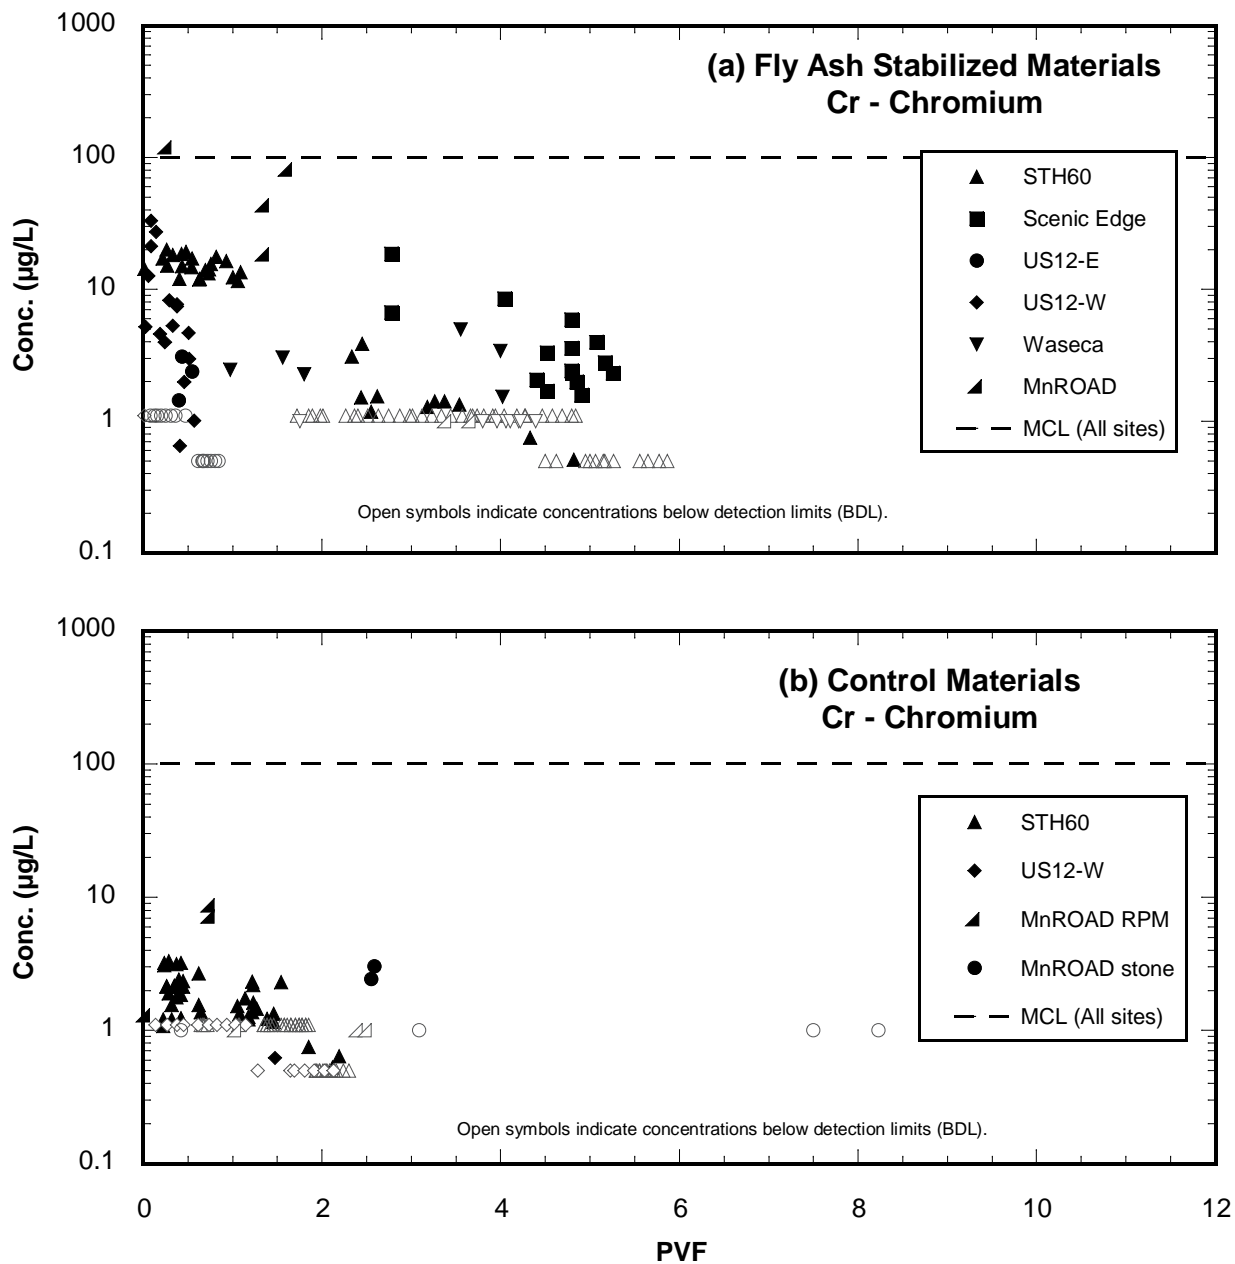 1000
100
10
1
0.1
Conc. (µg/L)
(a) Fly Ash Stabilized Materials
Cr - Chromium
STH60
Scenic Edge
US12-E
US12-W
Waseca
MnROAD
MCL (All sites)
Open symbols indicate concentrations below detection limits (BDL).
1000
100
10
1
0.1
Conc. (µg/L)
(b) Control Materials
Cr - Chromium
STH60
US12-W
MnROAD RPM
MnROAD stone
MCL (All sites)
Open symbols indicate concentrations below detection limits (BDL).
0 2 4 6 8 10 12
PVF